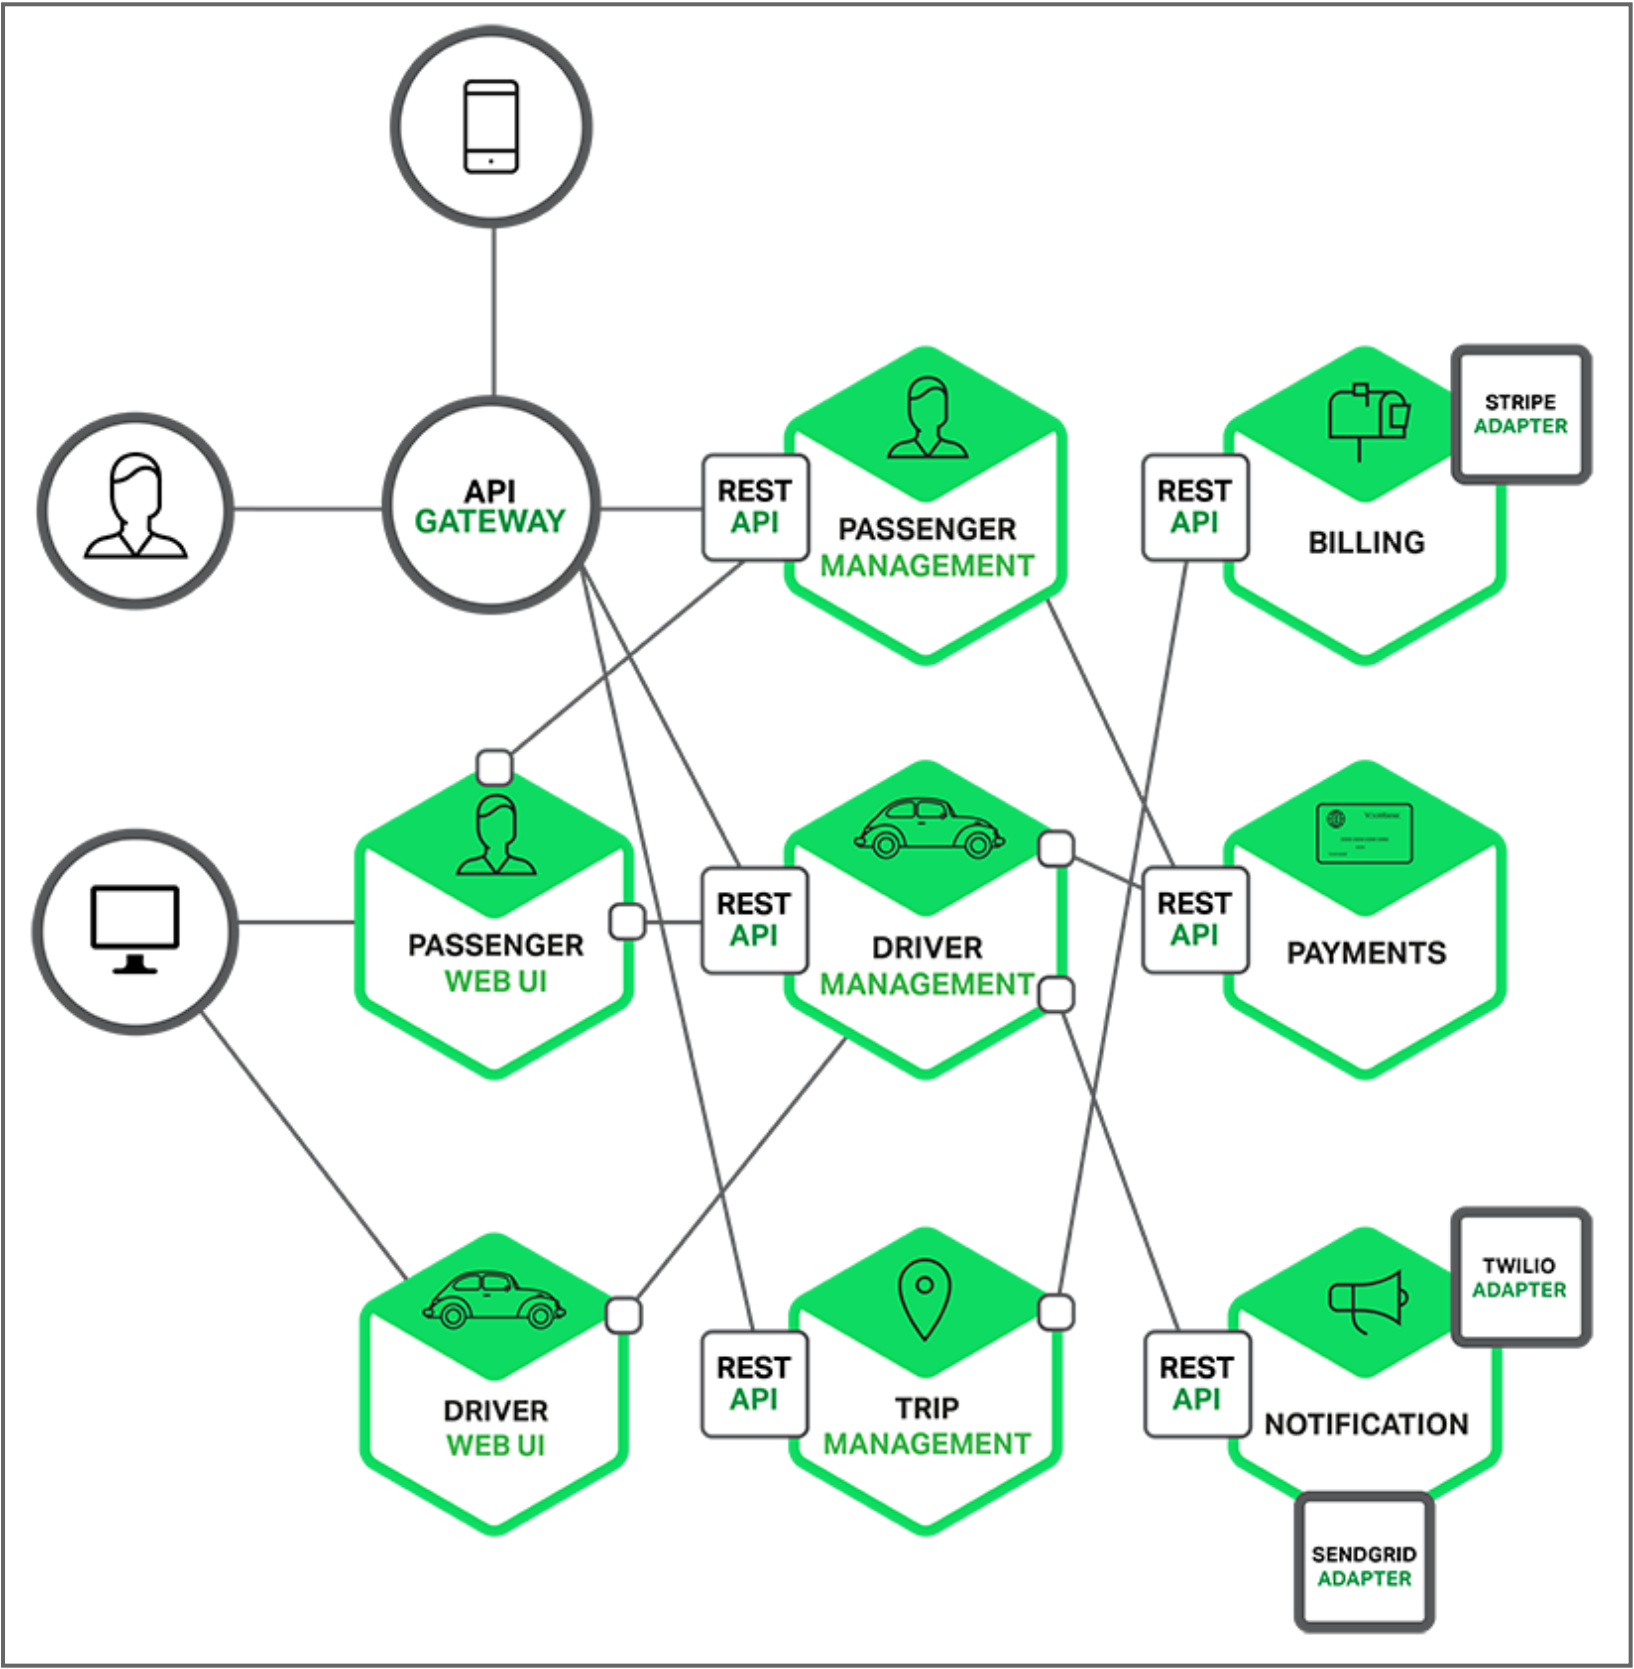 API
GATEWAY
REST
API
PASSENGER
MANAGEMENT
REST
API
BILLING
STRIPE
ADAPTER
PASSENGER
WEB UI
REST
API
DRIVER
MANAGEMENT
REST
API
PAYMENTS
DRIVER
WEB UI
REST
API
TRIP
MANAGEMENT
REST
API
NOTIFICATION
TWILIO
ADAPTER
SENDGRID
ADAPTER